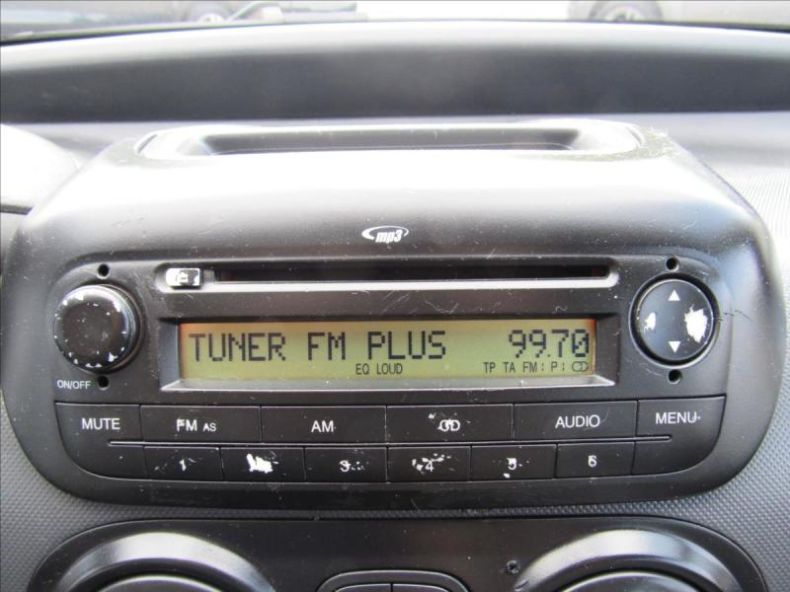 mp3
TUNER FM PLUS 99.70
EQ LOUD TP TA FM: P:
ON/OFF
MUTE FM AS AM CD AUDIO MENU
1 3 4 5 6